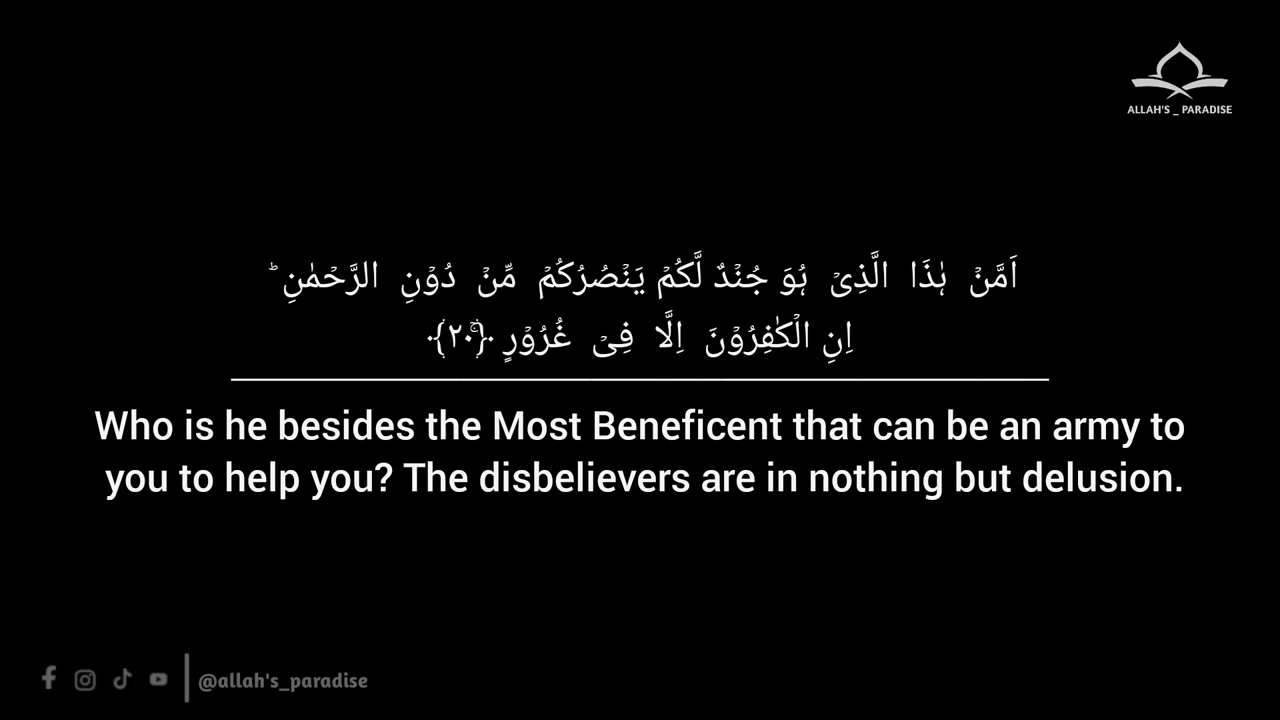 ALLAH'S _ PARADISE
اَمَّنۡ هٰذَا الَّذِىۡ هُوَ جُنۡدٌ لَّكُمۡ يَنۡصُرُكُمۡ مِّنۡ دُوۡنِ الرَّحۡمٰنِ ؕ
اِنِ الۡكٰفِرُوۡنَ اِلَّا فِىۡ غُرُوۡرٍ ۚ‏ ﴿۲۰﴾
Who is he besides the Most Beneficent that can be an army to
you to help you? The disbelievers are in nothing but delusion.
@allah's_paradise